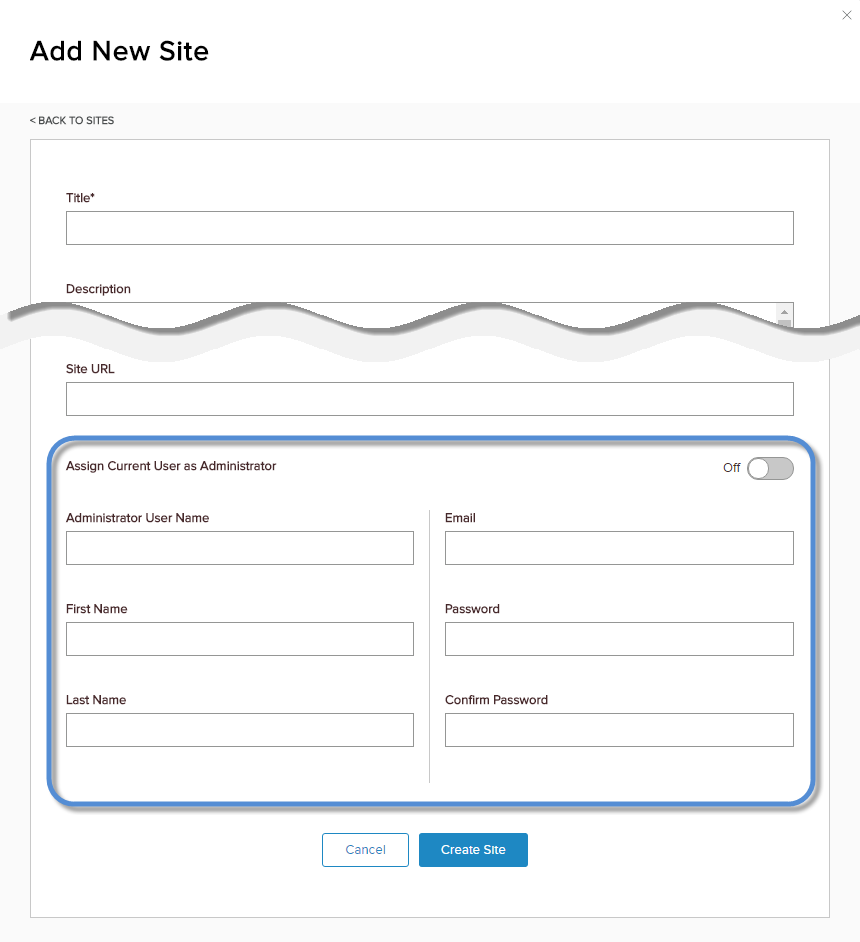 Add New Site
< BACK TO SITES
Title*
Description
Site URL
Assign Current User as Administrator
Off
Administrator User Name
Email
First Name
Password
Last Name
Confirm Password
Cancel
Create Site